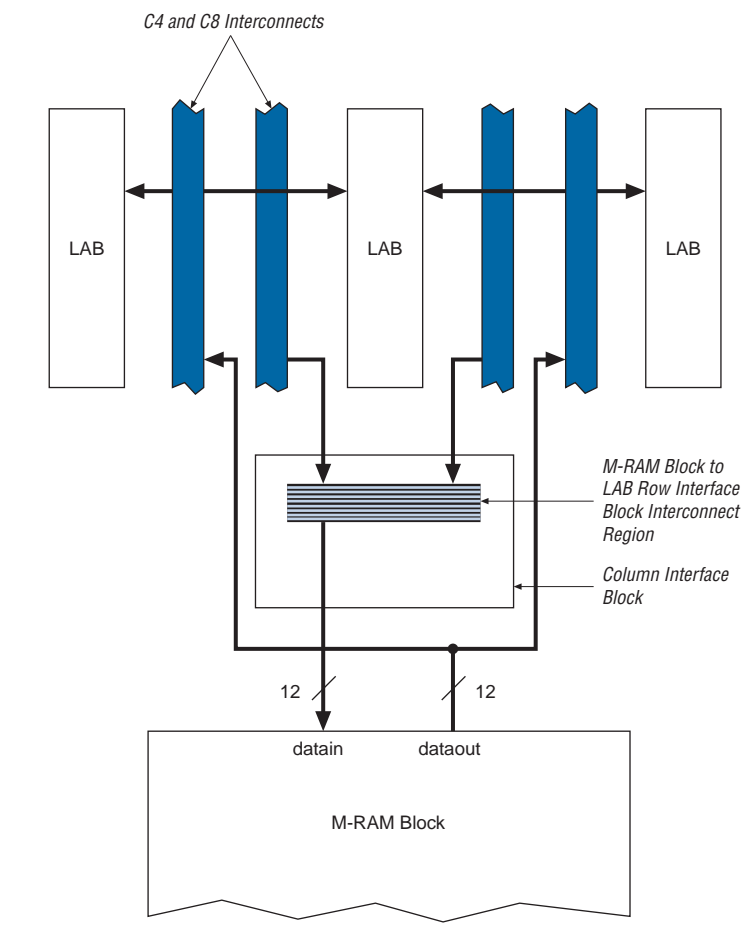 C4 and C8 Interconnects
LAB
LAB
LAB
M-RAM Block to
LAB Row Interface
Block Interconnect
Region
Column Interface
Block
12
12
datain
dataout
M-RAM Block